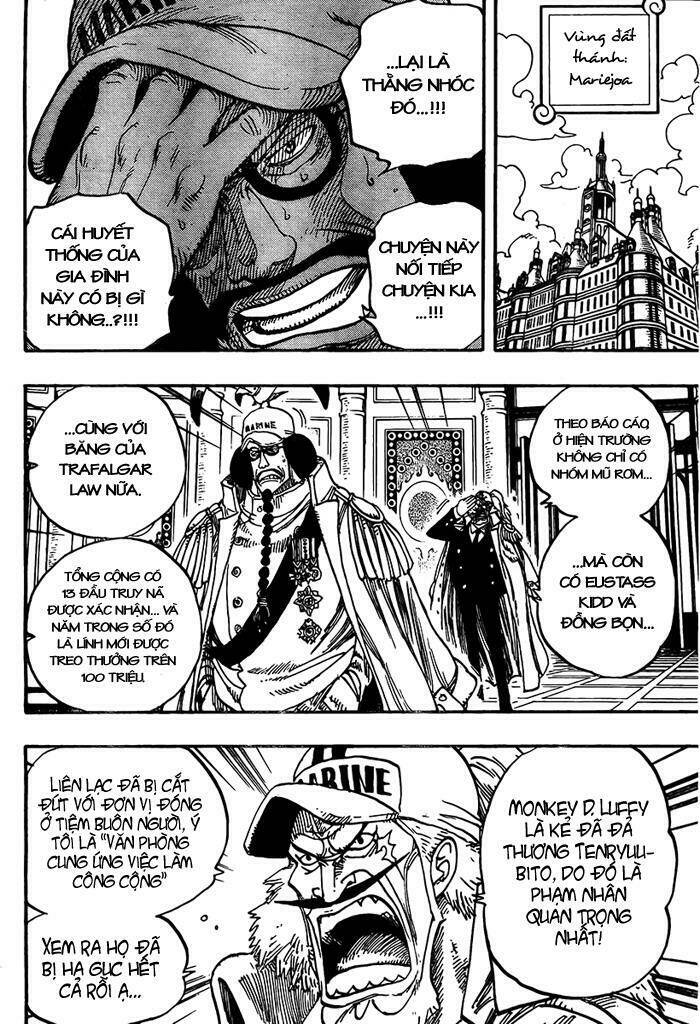 Vùng đất
thánh:
Mariejoa
MARINE
...LẠI LÀ
THẰNG NHÓC
ĐÓ...!!!
CHUYỆN NÀY
NỐI TIẾP
CHUYỆN KIA
...!!!
CÁI HUYẾT
THỐNG CỦA
GIA ĐÌNH
NÀY CÓ BỊ GÌ
KHÔNG..?!!!
THEO BÁO CÁO,
Ở HIỆN TRƯỜNG
KHÔNG CHỈ CÓ
NHÓM MŨ RƠM...
...MÀ CÒN
CÓ EUSTASS
KIDD VÀ
ĐỒNG BỌN...
MARINE
...CÙNG VỚI
BĂNG CỦA
TRAFALGAR
LAW NỮA.
TỔNG CỘNG CÓ
13 ĐẦU TRUY NÃ
ĐƯỢC XÁC NHẬN... VÀ
NĂM TRONG SỐ ĐÓ
LÀ LÍNH MỚI ĐƯỢC
TREO THƯỞNG TRÊN
100 TRIỆU.
MONKEY D. LUFFY
LÀ KẺ ĐÃ ĐẢ
THƯƠNG TENRYUU-
BITO, DO ĐÓ LÀ
PHẠM NHÂN
QUAN TRỌNG
NHẤT!
MARINE
LIÊN LẠC ĐÃ BỊ CẮT
ĐỨT VỚI ĐƠN VỊ ĐÓNG
Ở TIỆM BUÔN NGƯỜI, Ý
TÔI LÀ "VĂN PHÒNG
CUNG ỨNG VIỆC LÀM
CÔNG CỘNG"
XEM RA HỌ ĐÃ
BỊ HẠ GỤC HẾT
CẢ RỒI Ạ...